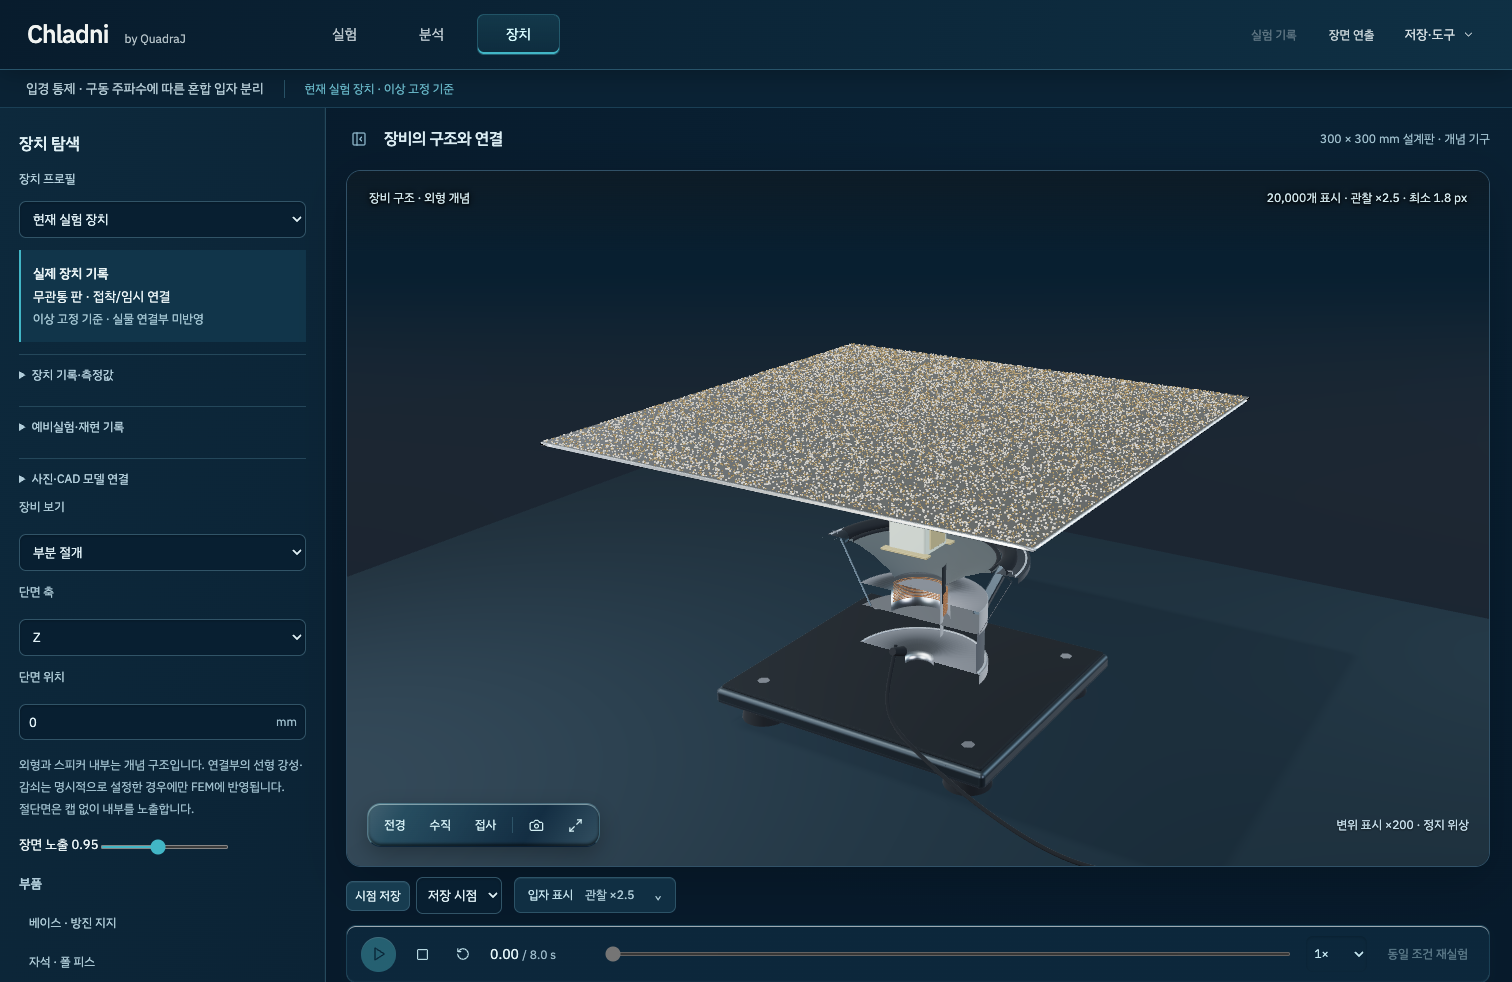 Chladni by QuadraJ
실험
분석
장치
실험 기록
장면 연출
저장·도구
입경 통제 · 구동 주파수에 따른 혼합 입자 분리
현재 실험 장치 · 이상 고정 기준
장치 탐색
장치 프로필
현재 실험 장치
실제 장치 기록
무관통 판 · 접착/임시 연결
이상 고정 기준 · 실물 연결부 미반영
장치 기록·측정값
예비실험·재현 기록
사진·CAD 모델 연결
장비 보기
부분 절개
단면 축
Z
단면 위치
0 mm
외형과 스피커 내부는 개념 구조입니다. 연결부의 선형 강성·
감쇠는 명시적으로 설정한 경우에만 FEM에 반영됩니다.
절단면은 캡 없이 내부를 노출합니다.
장면 노출 0.95
부품
베이스 · 방진 지지
자석 · 폴 피스
장비의 구조와 연결
300 × 300 mm 설계판 · 개념 기구
장비 구조 · 외형 개념
20,000개 표시 · 관찰 ×2.5 · 최소 1.8 px
전경
수직
접사
변위 표시 ×200 · 정지 위상
시점 저장
저장 시점
입자 표시 관찰 ×2.5
0.00 / 8.0 s
1×
동일 조건 재실험